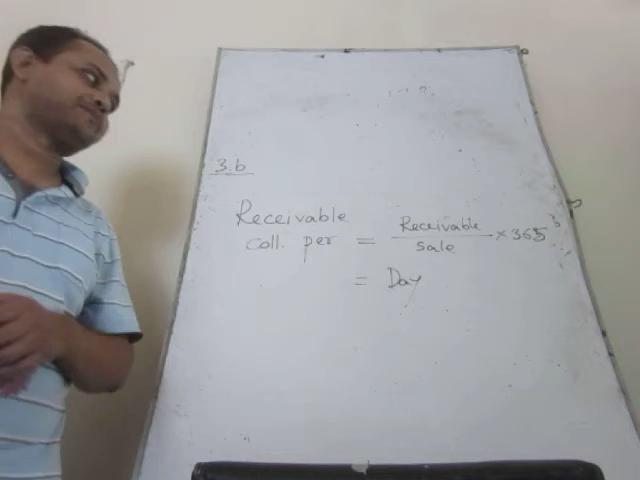 3.b
Receivable
Coll. per = Receivable / sale × 365
= Day